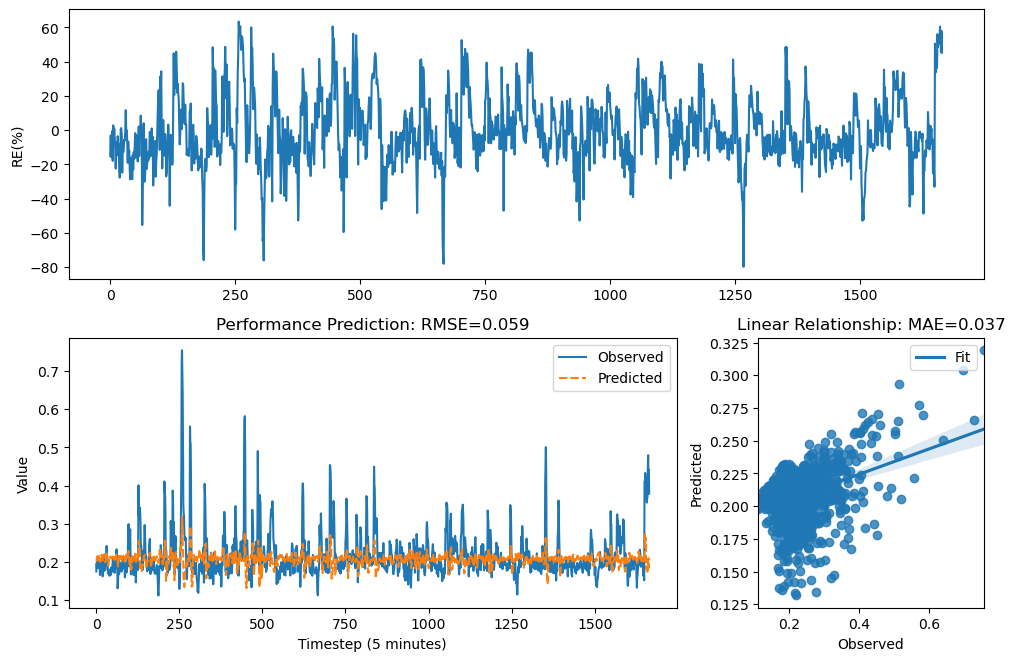 60
40
20
0
−20
−40
−60
−80
RE(%)
0 250 500 750 1000 1250 1500
Performance Prediction: RMSE=0.059
Observed
Predicted
0.7
0.6
0.5
0.4
0.3
0.2
0.1
Value
0 250 500 750 1000 1250 1500
Timestep (5 minutes)
Linear Relationship: MAE=0.037
Fit
0.325
0.300
0.275
0.250
0.225
0.200
0.175
0.150
0.125
Predicted
0.2 0.4 0.6
Observed